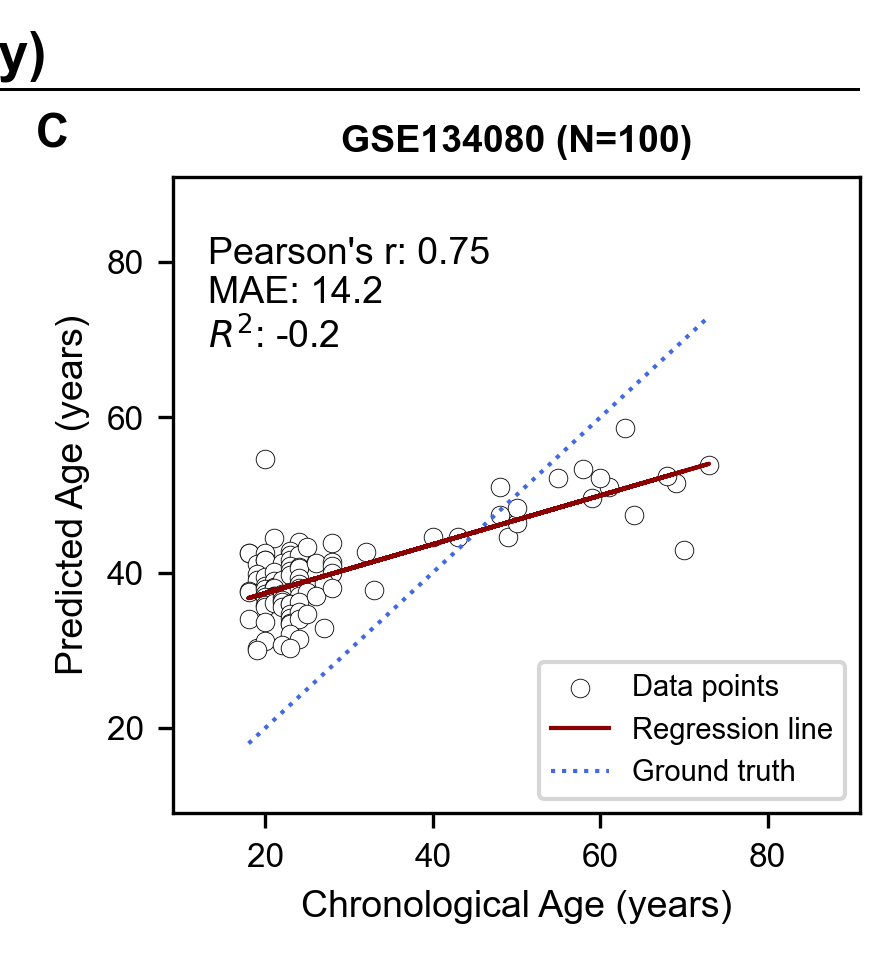 y)
C
GSE134080 (N=100)
Pearson's r: 0.75
MAE: 14.2
R²: -0.2
80
60
40
20
Predicted Age (years)
Data points
Regression line
Ground truth
20 40 60 80
Chronological Age (years)